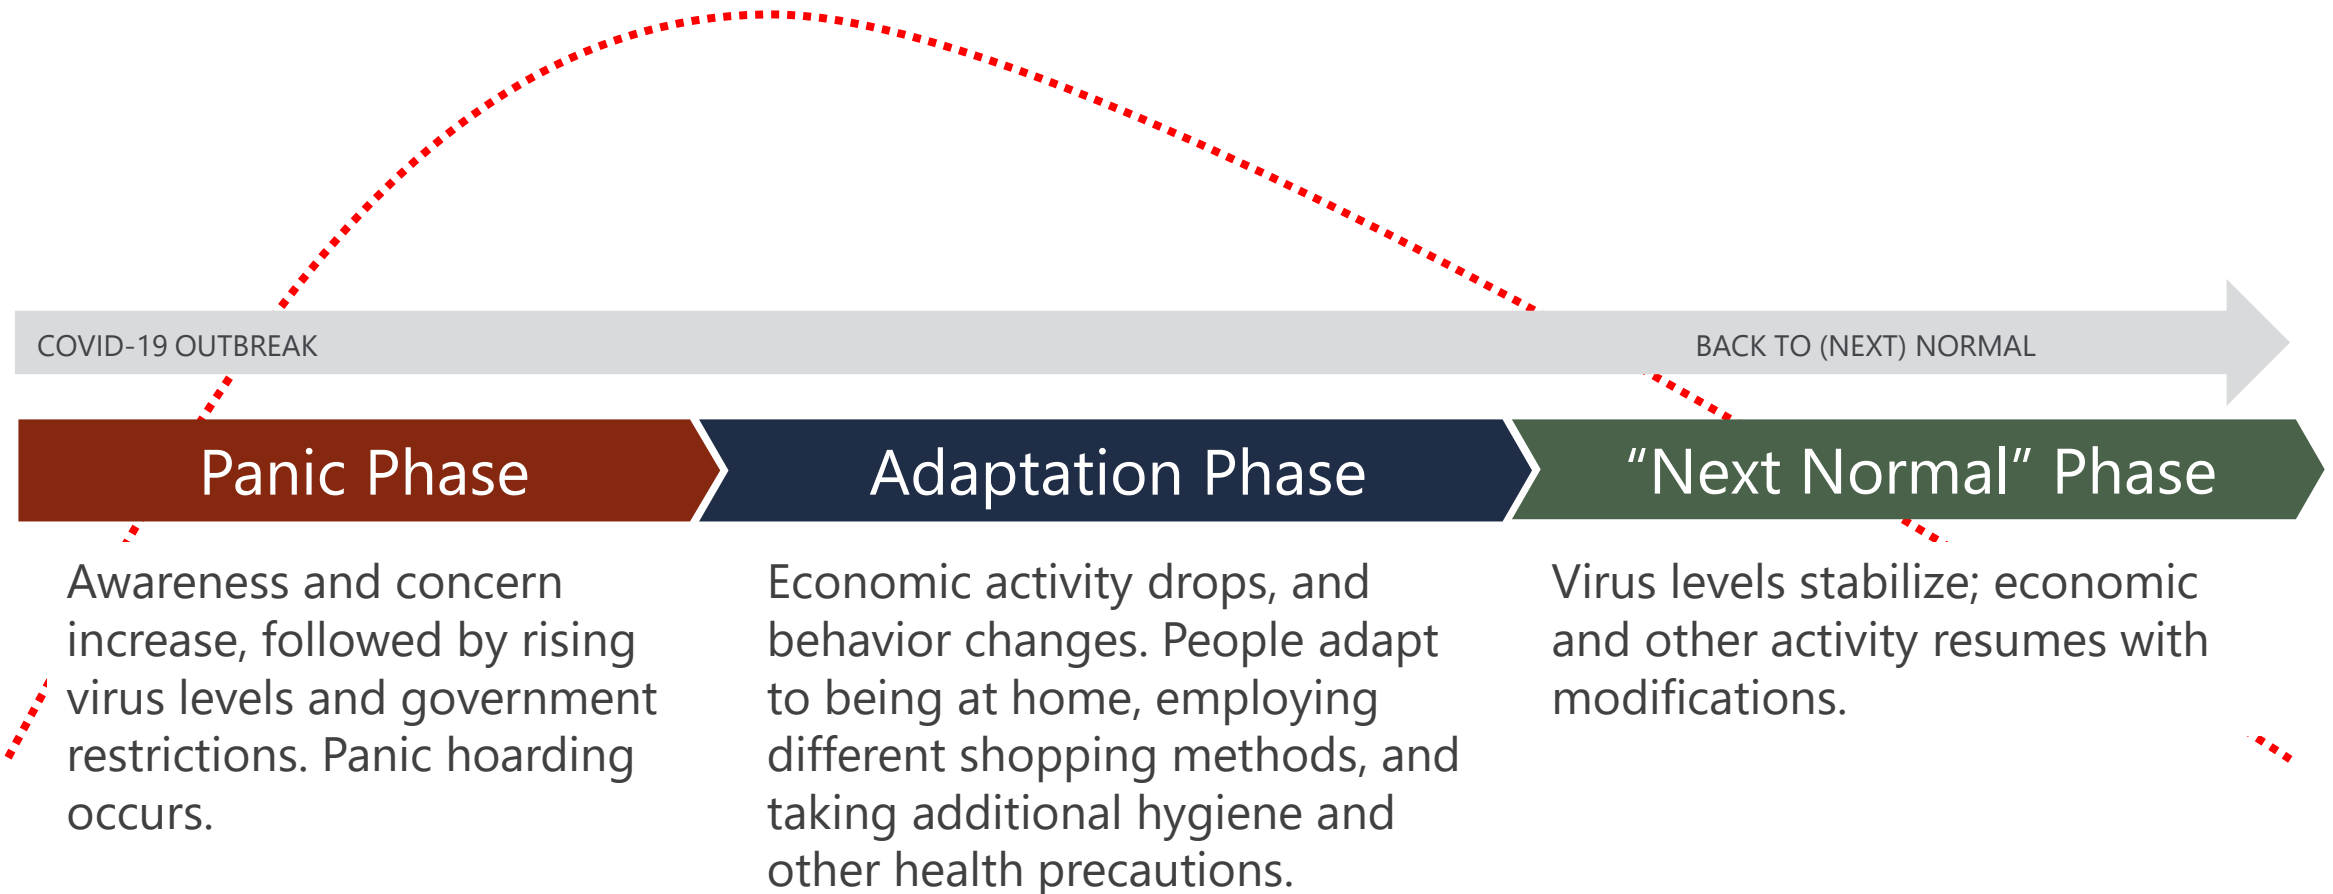 COVID-19 OUTBREAK
BACK TO (NEXT) NORMAL
Panic Phase
Adaptation Phase
“Next Normal” Phase
Awareness and concern
increase, followed by rising
virus levels and government
restrictions. Panic hoarding
occurs.
Economic activity drops, and
behavior changes. People adapt
to being at home, employing
different shopping methods, and
taking additional hygiene and
other health precautions.
Virus levels stabilize; economic
and other activity resumes with
modifications.